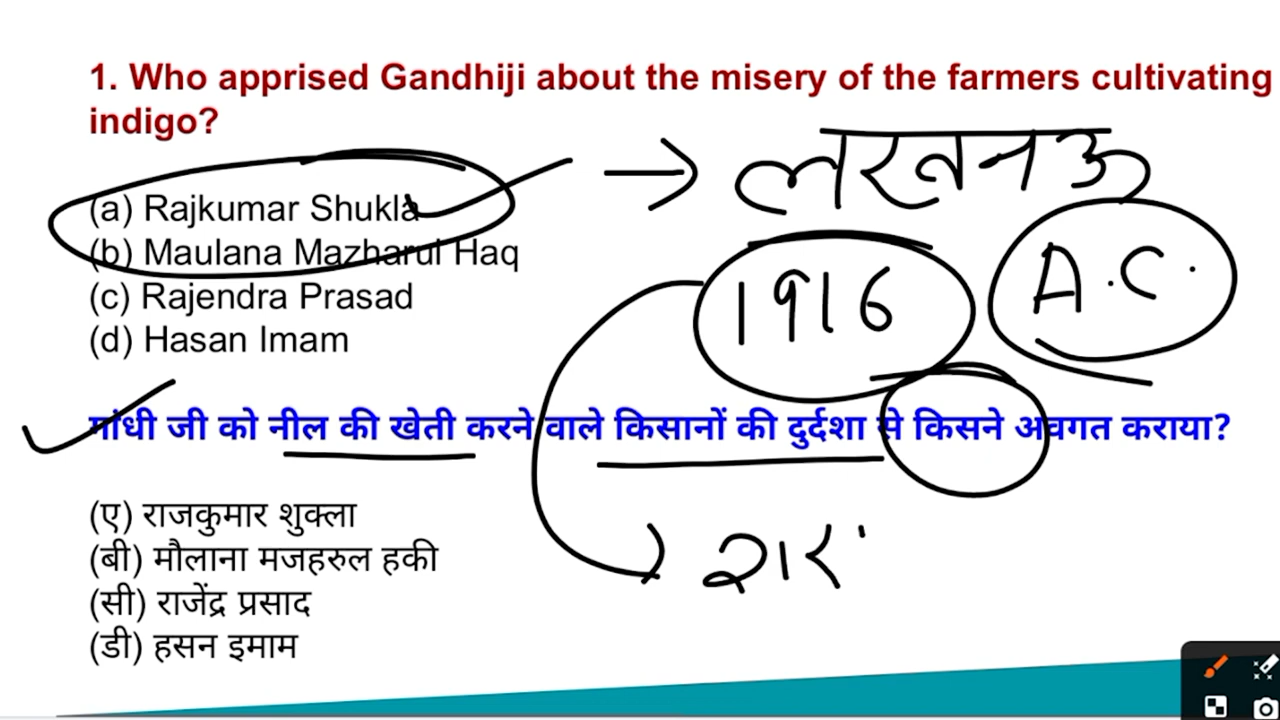 1. Who apprised Gandhiji about the misery of the farmers cultivating
indigo?
(a) Rajkumar Shukla
(b) Maulana Mazharul Haq
(c) Rajendra Prasad
(d) Hasan Imam
लखनऊ
1916
A.C.
गांधी जी को नील की खेती करने वाले किसानों की दुर्दशा से किसने अवगत कराया?
(ए) राजकुमार शुक्ला
(बी) मौलाना मजहरुल हकी
(सी) राजेंद्र प्रसाद
(डी) हसन इमाम